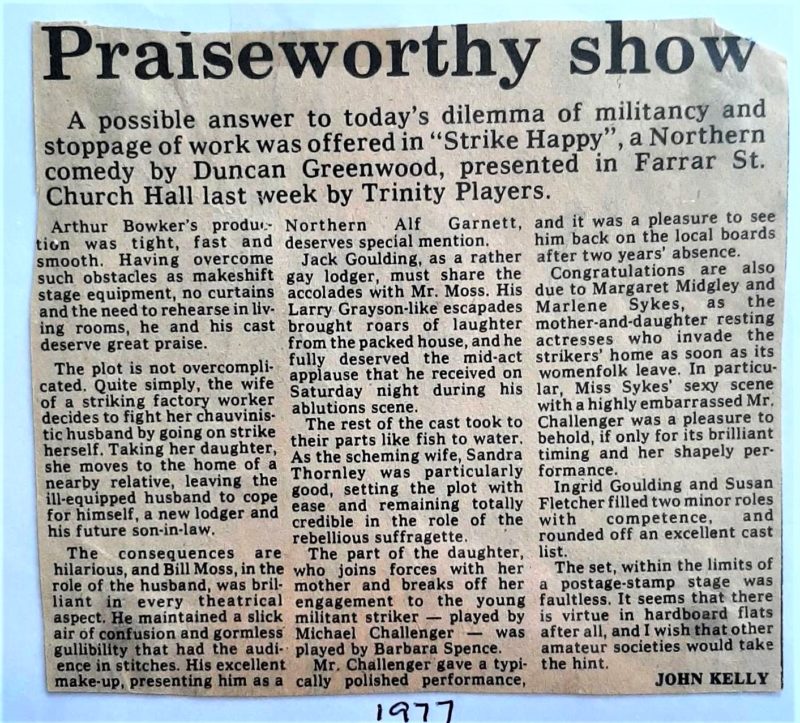 Praiseworthy show
A possible answer to today's dilemma of militancy and
stoppage of work was offered in "Strike Happy", a Northern
comedy by Duncan Greenwood, presented in Farrar St.
Church Hall last week by Trinity Players.
Arthur Bowker's produc-
tion was tight, fast and
smooth. Having overcome
such obstacles as makeshift
stage equipment, no curtains
and the need to rehearse in liv-
ing rooms, he and his cast
deserve great praise.
The plot is not overcompli-
cated. Quite simply, the wife
of a striking factory worker
decides to fight her chauvinis-
tic husband by going on strike
herself. Taking her daughter,
she moves to the home of a
nearby relative, leaving the
ill-equipped husband to cope
for himself, a new lodger and
his future son-in-law.
The consequences are
hilarious, and Bill Moss, in the
role of the husband, was bril-
liant in every theatrical
aspect. He maintained a slick
air of confusion and gormless
gullibility that had the audi-
ence in stitches. His excellent
make-up, presenting him as a
Northern Alf Garnett,
deserves special mention.
Jack Goulding, as a rather
gay lodger, must share the
accolades with Mr. Moss. His
Larry Grayson-like escapades
brought roars of laughter
from the packed house, and he
fully deserved the mid-act
applause that he received on
Saturday night during his
ablutions scene.
The rest of the cast took to
their parts like fish to water.
As the scheming wife, Sandra
Thornley was particularly
good, setting the plot with
ease and remaining totally
credible in the role of the
rebellious suffragette.
The part of the daughter,
who joins forces with her
mother and breaks off her
engagement to the young
militant striker — played by
Michael Challenger — was
played by Barbara Spence.
Mr. Challenger gave a typi-
cally polished performance,
and it was a pleasure to see
him back on the local boards
after two years' absence.
Congratulations are also
due to Margaret Midgley and
Marlene Sykes, as the
mother-and-daughter resting
actresses who invade the
strikers' home as soon as its
womenfolk leave. In particu-
lar, Miss Sykes' sexy scene
with a highly embarrassed Mr.
Challenger was a pleasure to
behold, if only for its brilliant
timing and her shapely per-
formance.
Ingrid Goulding and Susan
Fletcher filled two minor roles
with competence, and
rounded off an excellent cast
list.
The set, within the limits of
a postage-stamp stage was
faultless. It seems that there
is virtue in hardboard flats
after all, and I wish that other
amateur societies would take
the hint.
JOHN KELLY
1977